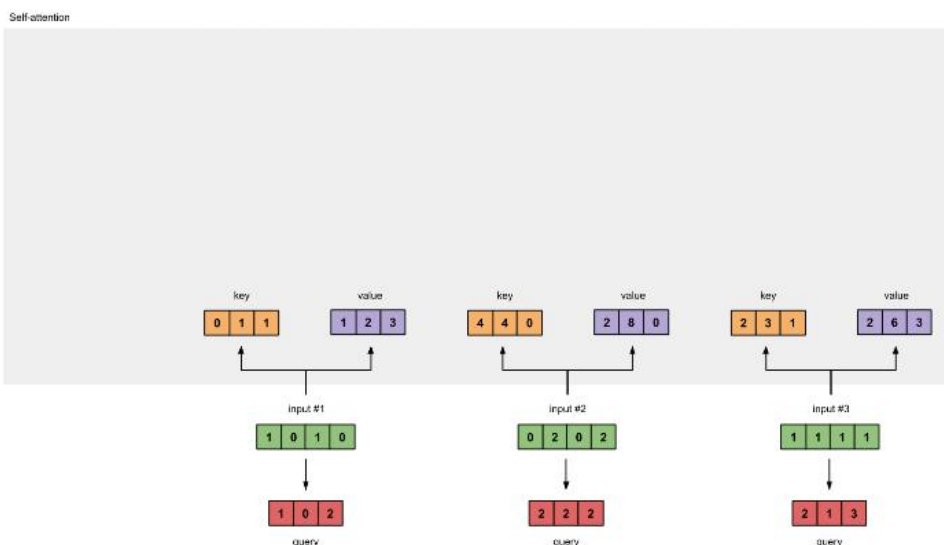 Self-attention
key value key value key value
0 1 1 1 2 3 4 4 0 2 8 0 2 3 1 2 6 3
input #1 input #2 input #3
1 0 1 0 0 2 0 2 1 1 1 1
1 0 2 2 2 2 2 1 3
query query query